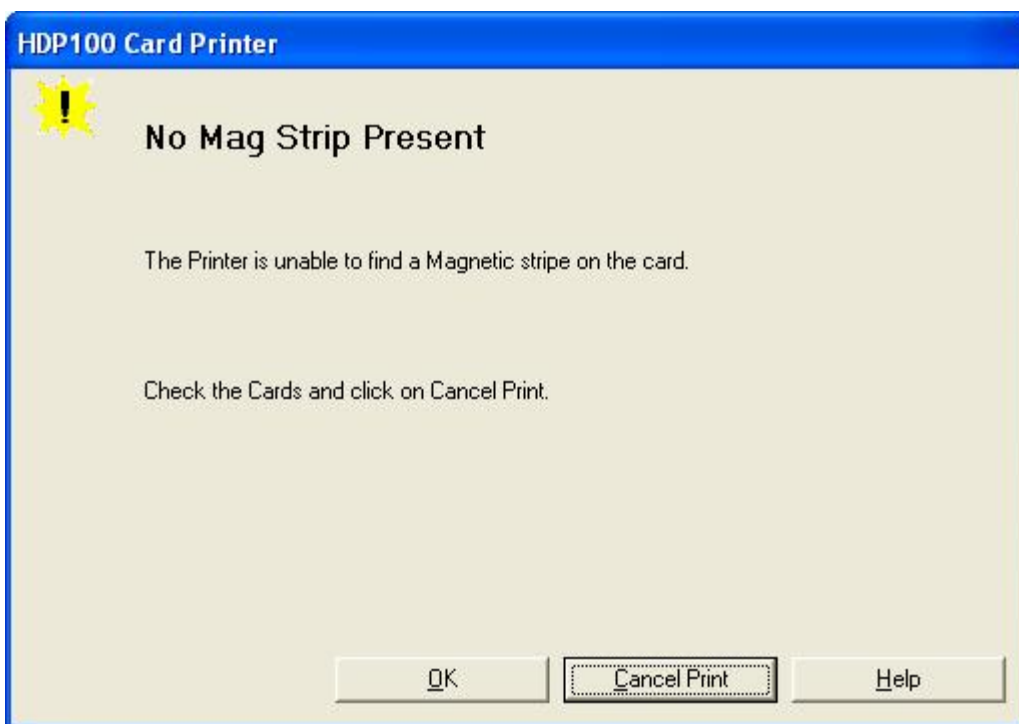 HDP100 Card Printer
No Mag Strip Present
The Printer is unable to find a Magnetic stripe on the card.
Check the Cards and click on Cancel Print.
OK Cancel Print Help